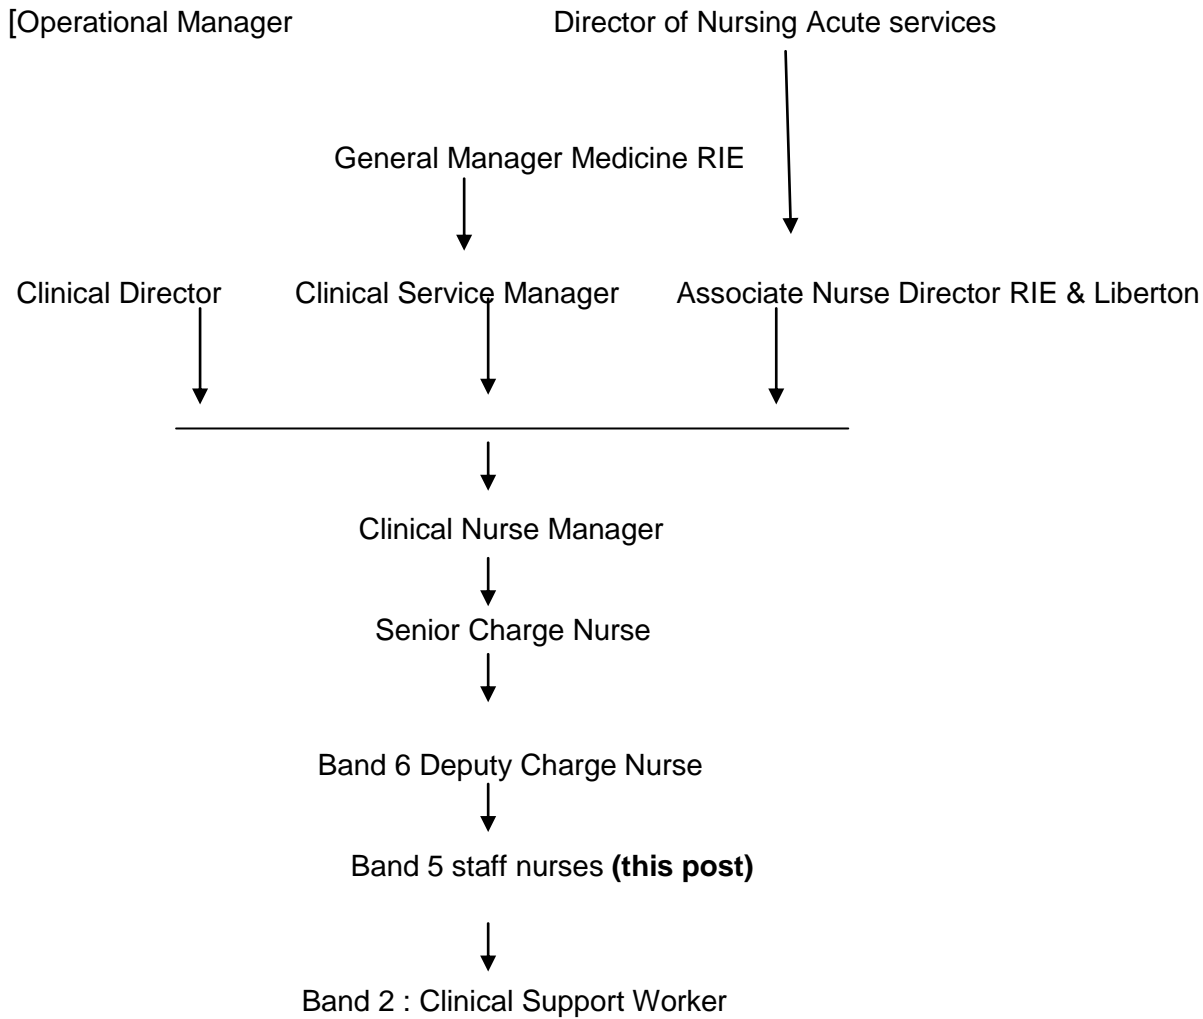 [Operational Manager Director of Nursing Acute services
General Manager Medicine RIE
Clinical Director Clinical Service Manager Associate Nurse Director RIE & Liberton
Clinical Nurse Manager
Senior Charge Nurse
Band 6 Deputy Charge Nurse
Band 5 staff nurses (this post)
Band 2 : Clinical Support Worker